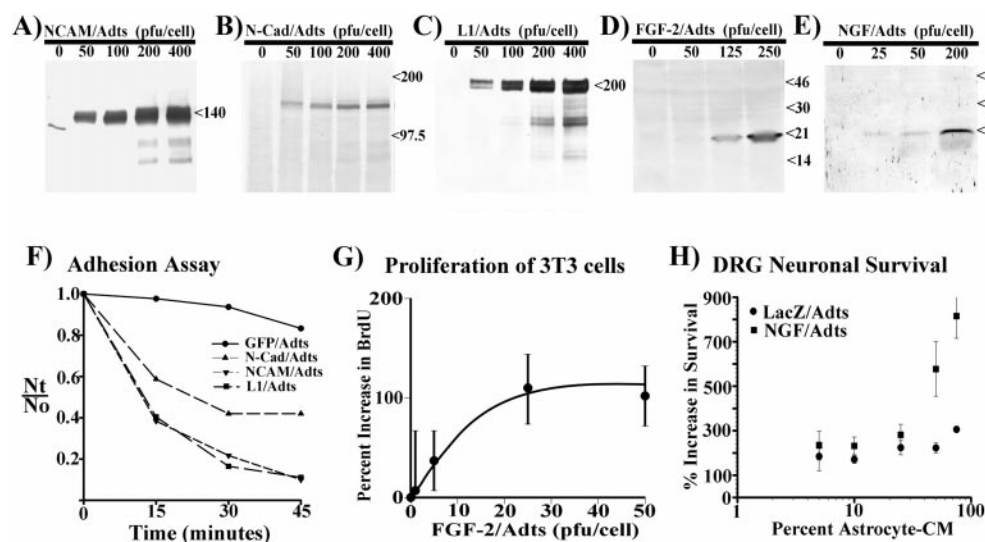 A) NCAM/Adts (pfu/cell)
0 50 100 200 400
<140
B) N-Cad/Adts (pfu/cell)
0 50 100 200 400
<200
<97.5
C) L1/Adts (pfu/cell)
0 50 100 200 400
<200
D) FGF-2/Adts (pfu/cell)
0 50 125 250
<46
<30
<21
<14
E) NGF/Adts (pfu/cell)
0 25 50 200
<
<
<
F) Adhesion Assay
1.0
0.8
0.6
0.4
0.2
Nt
No
GFP/Adts
N-Cad/Adts
NCAM/Adts
L1/Adts
0 15 30 45
Time (minutes)
G) Proliferation of 3T3 cells
200
100
0
Percent Increase in BrdU
0 10 20 30 40 50
FGF-2/Adts (pfu/cell)
H) DRG Neuronal Survival
900
750
600
450
300
150
0
% Increase in Survival
LacZ/Adts
NGF/Adts
1 10 100
Percent Astrocyte-CM